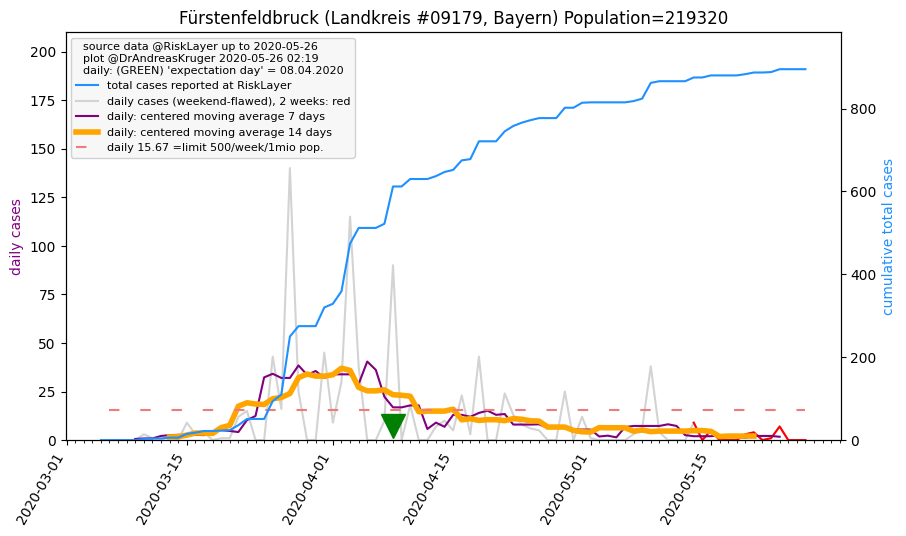 Fürstenfeldbruck (Landkreis #09179, Bayern) Population=219320
source data @RiskLayer up to 2020-05-26
plot @DrAndreasKruger 2020-05-26 02:19
daily: (GREEN) 'expectation day' = 08.04.2020
total cases reported at RiskLayer
daily cases (weekend-flawed), 2 weeks: red
daily: centered moving average 7 days
daily: centered moving average 14 days
daily 15.67 =limit 500/week/1mio pop.
daily cases
200
175
150
125
100
75
50
25
0
cumulative total cases
800
600
400
200
0
2020-03-01
2020-03-15
2020-04-01
2020-04-15
2020-05-01
2020-05-15